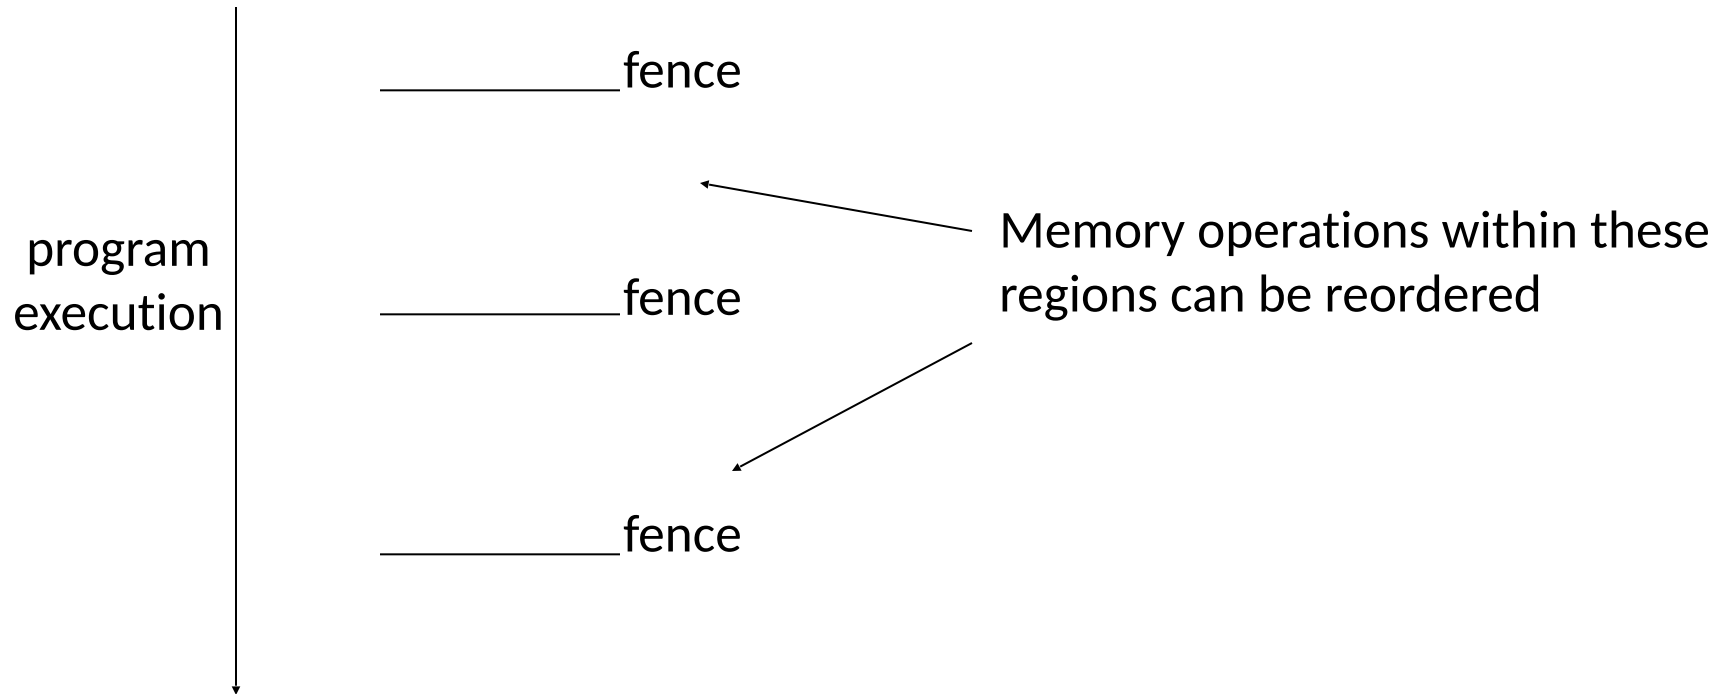 fence
program
execution
Memory operations within these
regions can be reordered
fence
fence